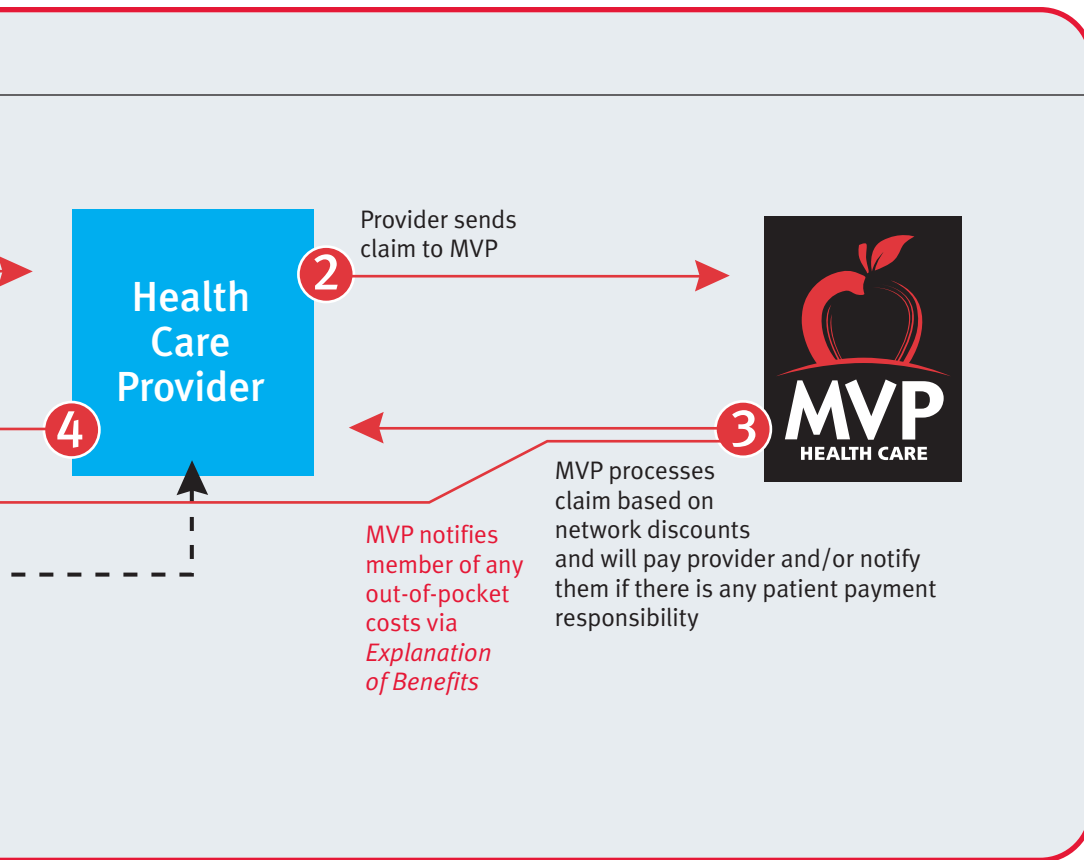 Provider sends
claim to MVP
Health
Care
Provider
2
4
3
MVP
HEALTH CARE
MVP processes
claim based on
network discounts
and will pay provider and/or notify
them if there is any patient payment
responsibility
MVP notifies
member of any
out-of-pocket
costs via
Explanation
of Benefits